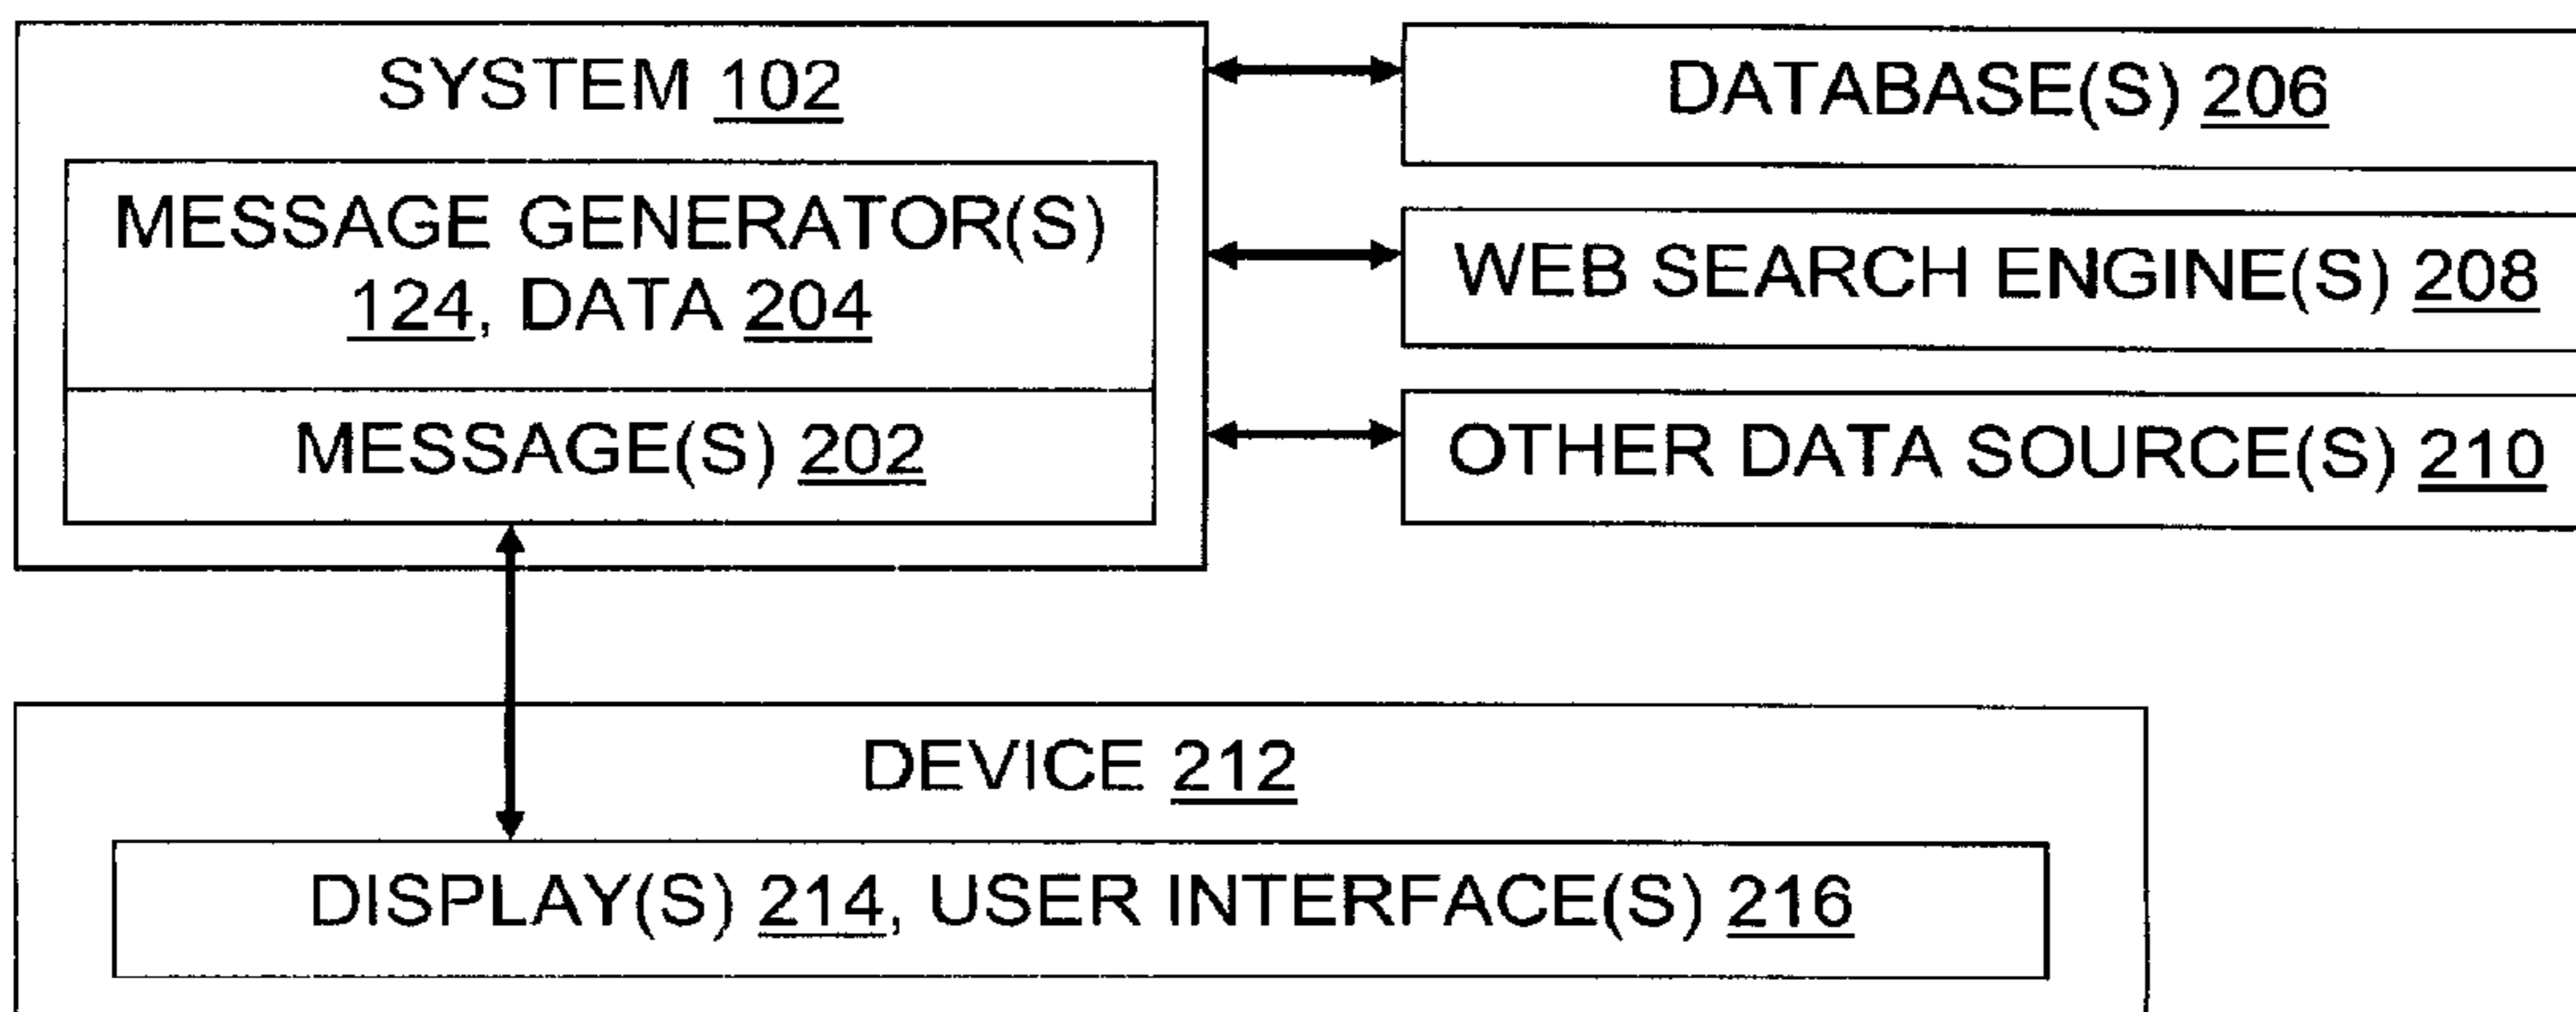 SYSTEM 102
MESSAGE GENERATOR(S)
124, DATA 204
MESSAGE(S) 202
DATABASE(S) 206
WEB SEARCH ENGINE(S) 208
OTHER DATA SOURCE(S) 210
DEVICE 212
DISPLAY(S) 214, USER INTERFACE(S) 216